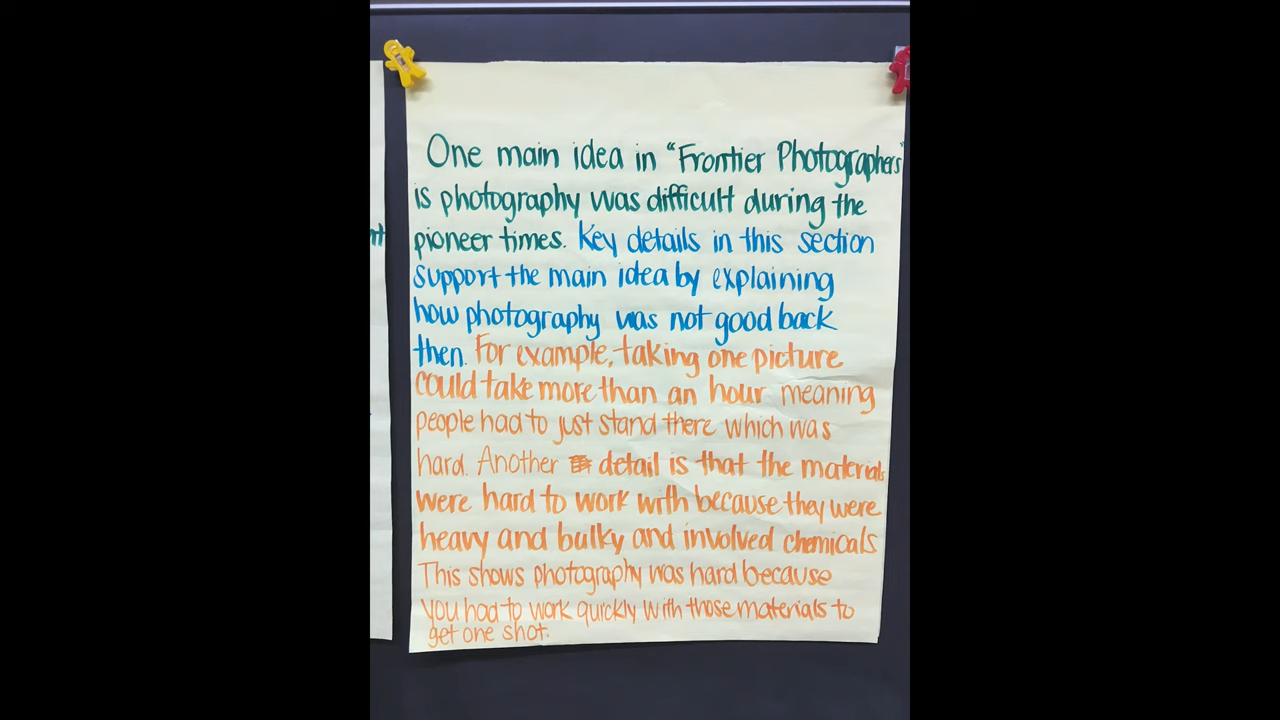 One main idea in "Frontier Photographers"
is photography was difficult during the
pioneer times. Key details in this section
support the main idea by explaining
how photography was not good back
then. For example, taking one picture
could take more than an hour meaning
people had to just stand there which was
hard. Another detail is that the materials
were hard to work with because they were
heavy and bulky and involved chemicals
This shows photography was hard because
you had to work quickly with those materials to
get one shot.